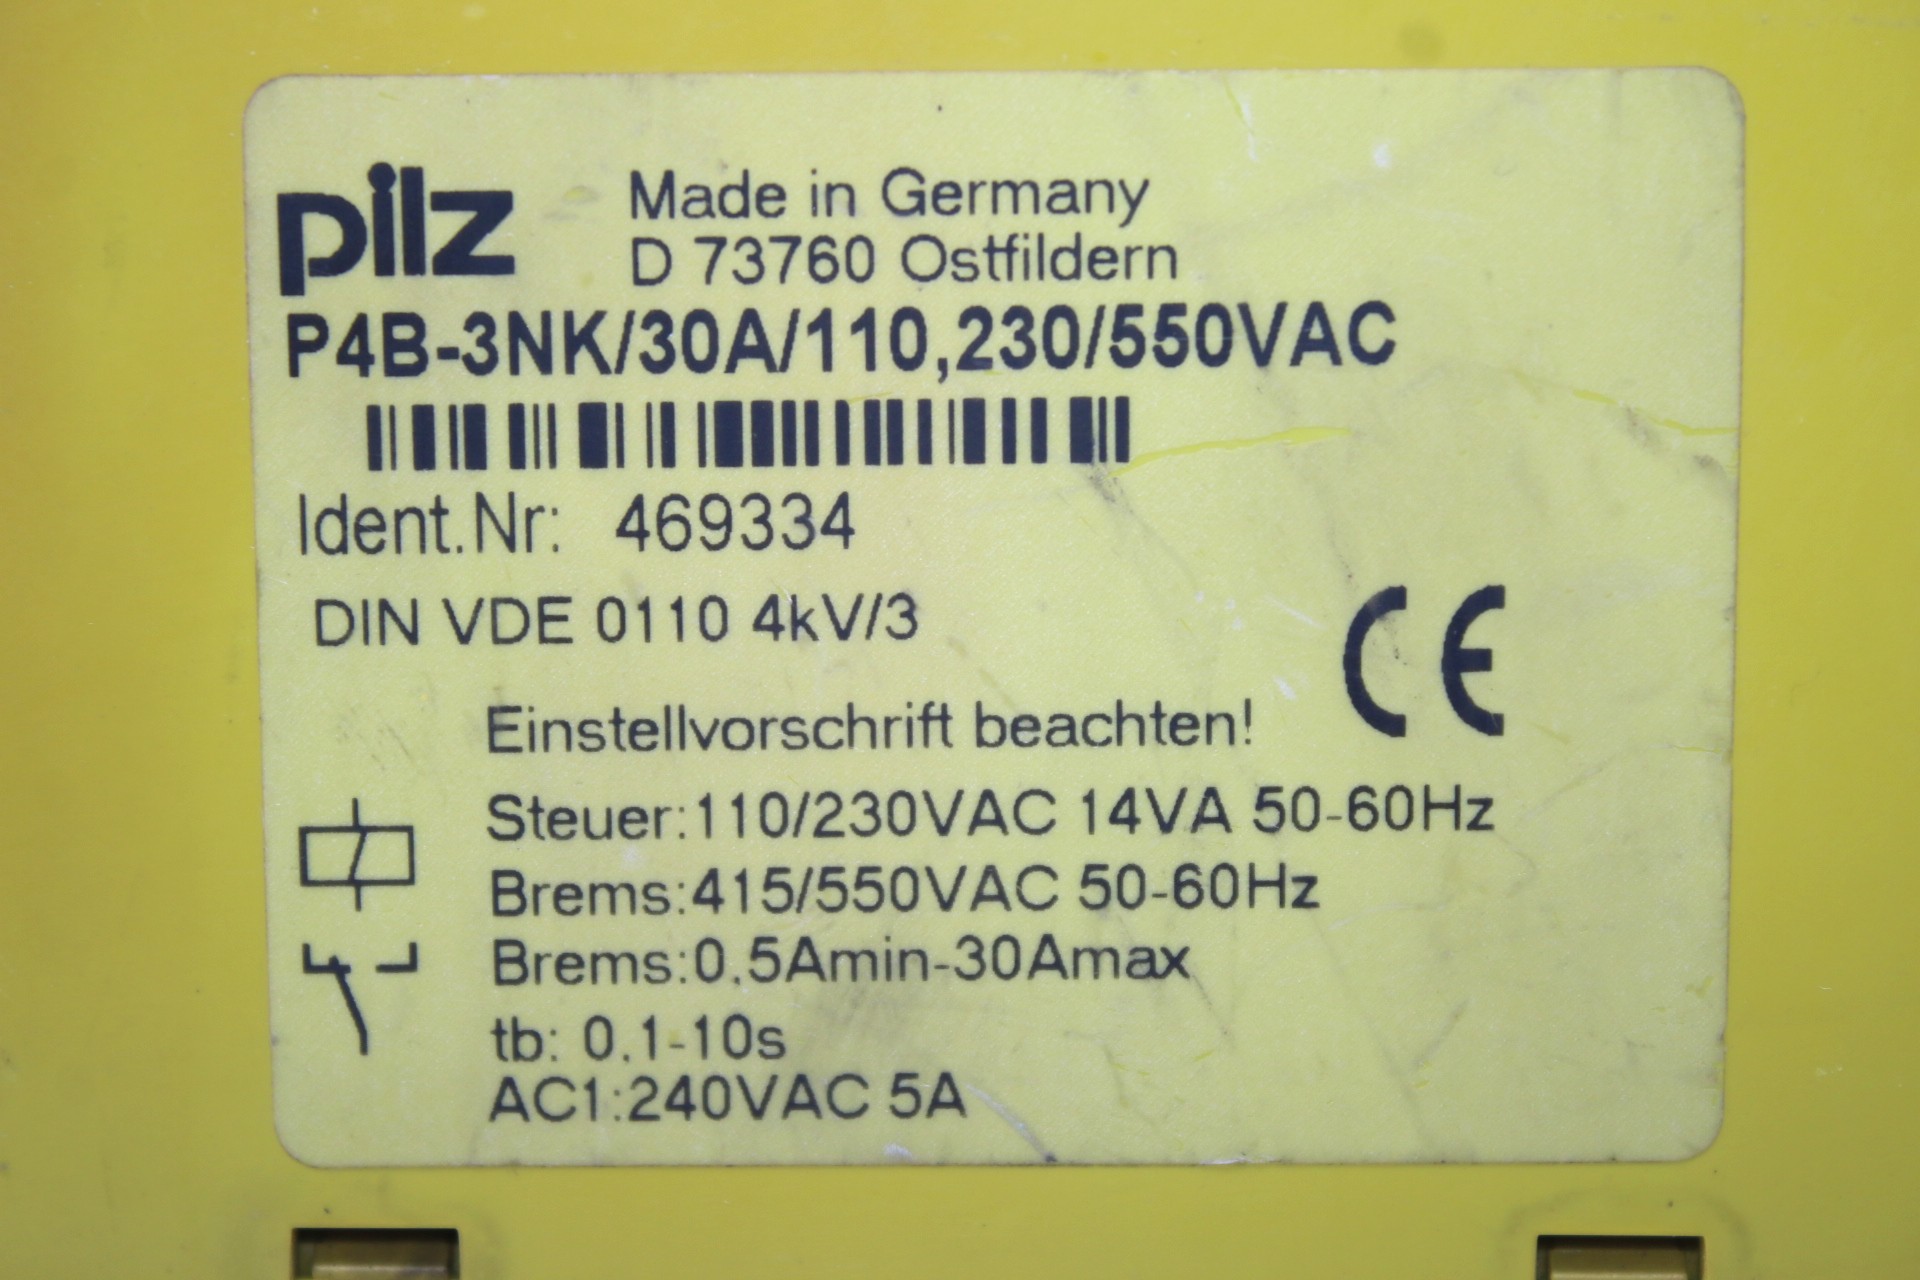 pilz
Made in Germany
D 73760 Ostfildern
P4B-3NK/30A/110,230/550VAC
Ident.Nr: 469334
DIN VDE 0110 4kV/3
CE
Einstellvorschrift beachten!
Steuer:110/230VAC 14VA 50-60Hz
Brems:415/550VAC 50-60Hz
Brems:0.5Amin-30Amax
tb: 0.1-10s
AC1:240VAC 5A